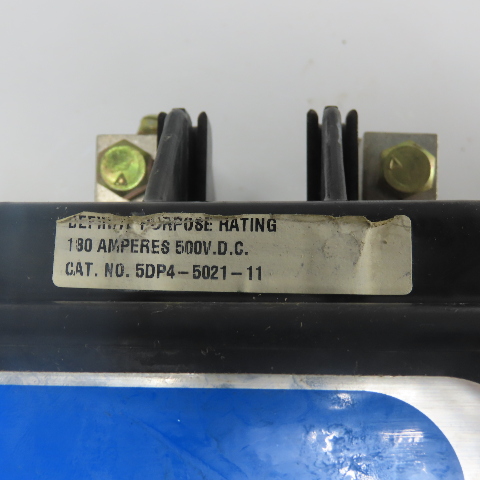 DEFINITE PURPOSE RATING
180 AMPERES 500V.D.C.
CAT. NO. 5DP4-5021-11